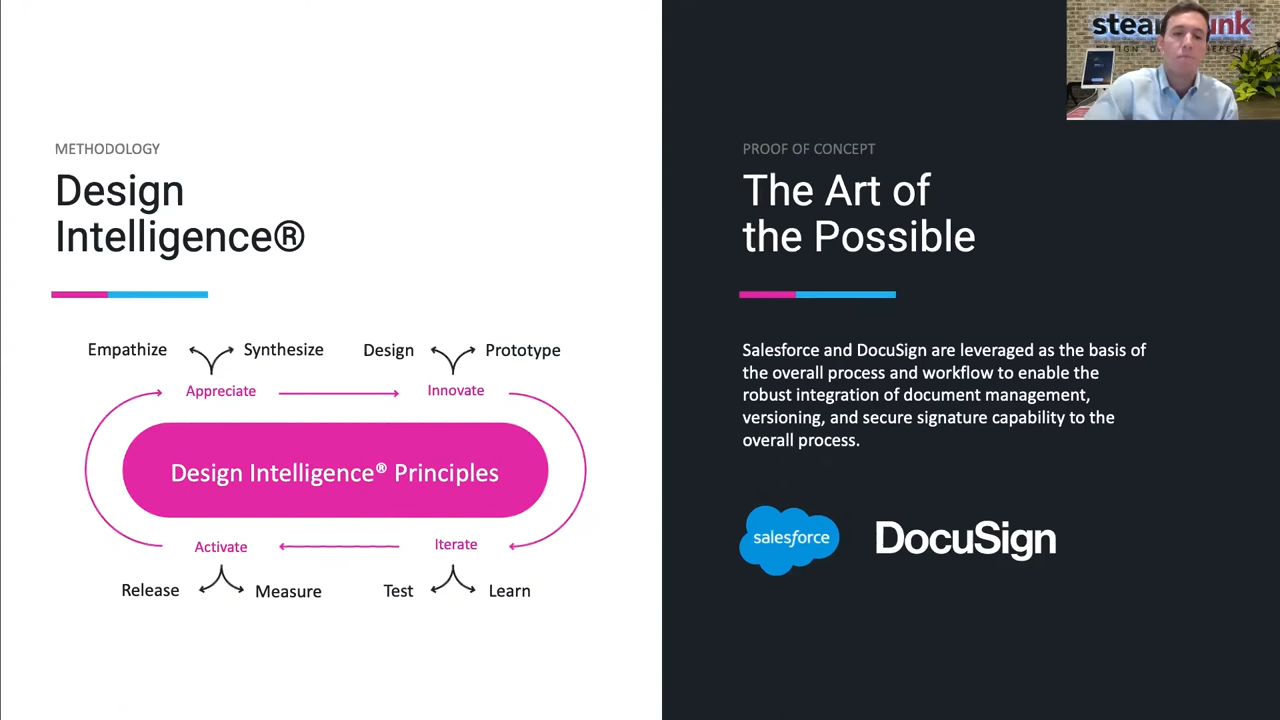 METHODOLOGY
Design
Intelligence®
Empathize
Synthesize
Design
Prototype
Appreciate
Innovate
Design Intelligence® Principles
Activate
Iterate
Release
Measure
Test
Learn
PROOF OF CONCEPT
The Art of
the Possible
Salesforce and DocuSign are leveraged as the basis of
the overall process and workflow to enable the
robust integration of document management,
versioning, and secure signature capability to the
overall process.
salesforce
DocuSign